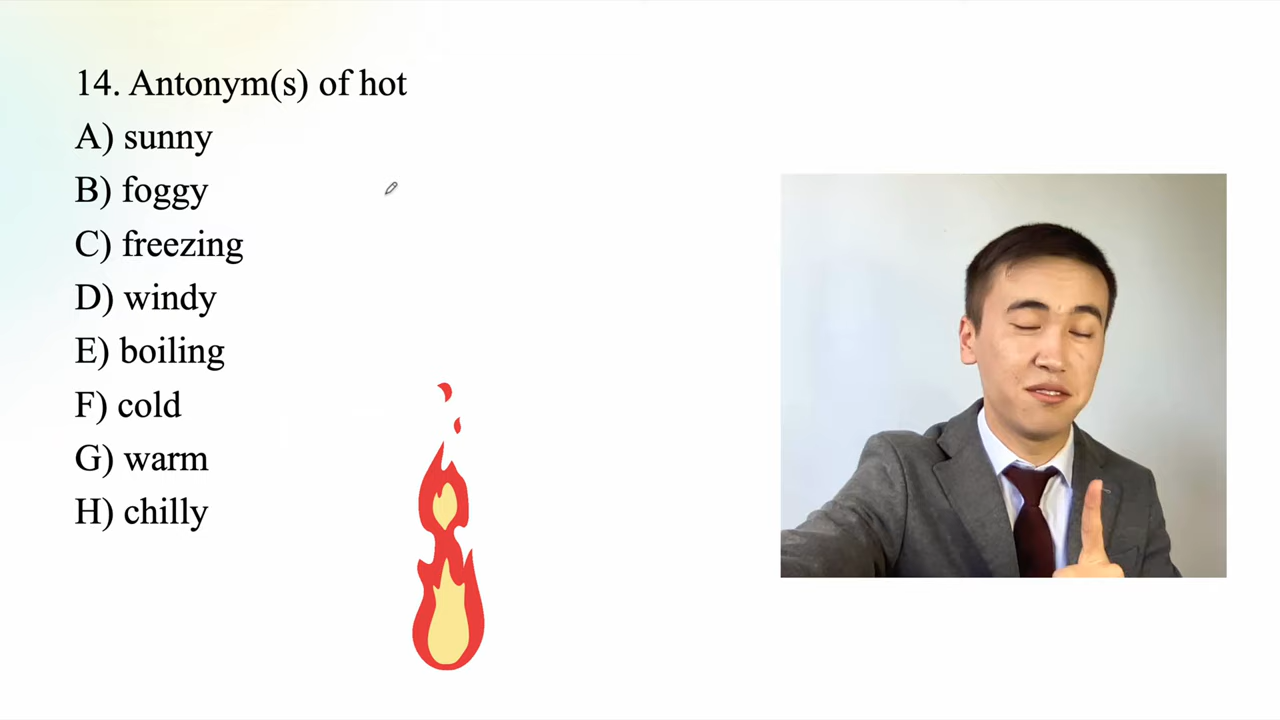 14. Antonym(s) of hot
A) sunny
B) foggy
C) freezing
D) windy
E) boiling
F) cold
G) warm
H) chilly